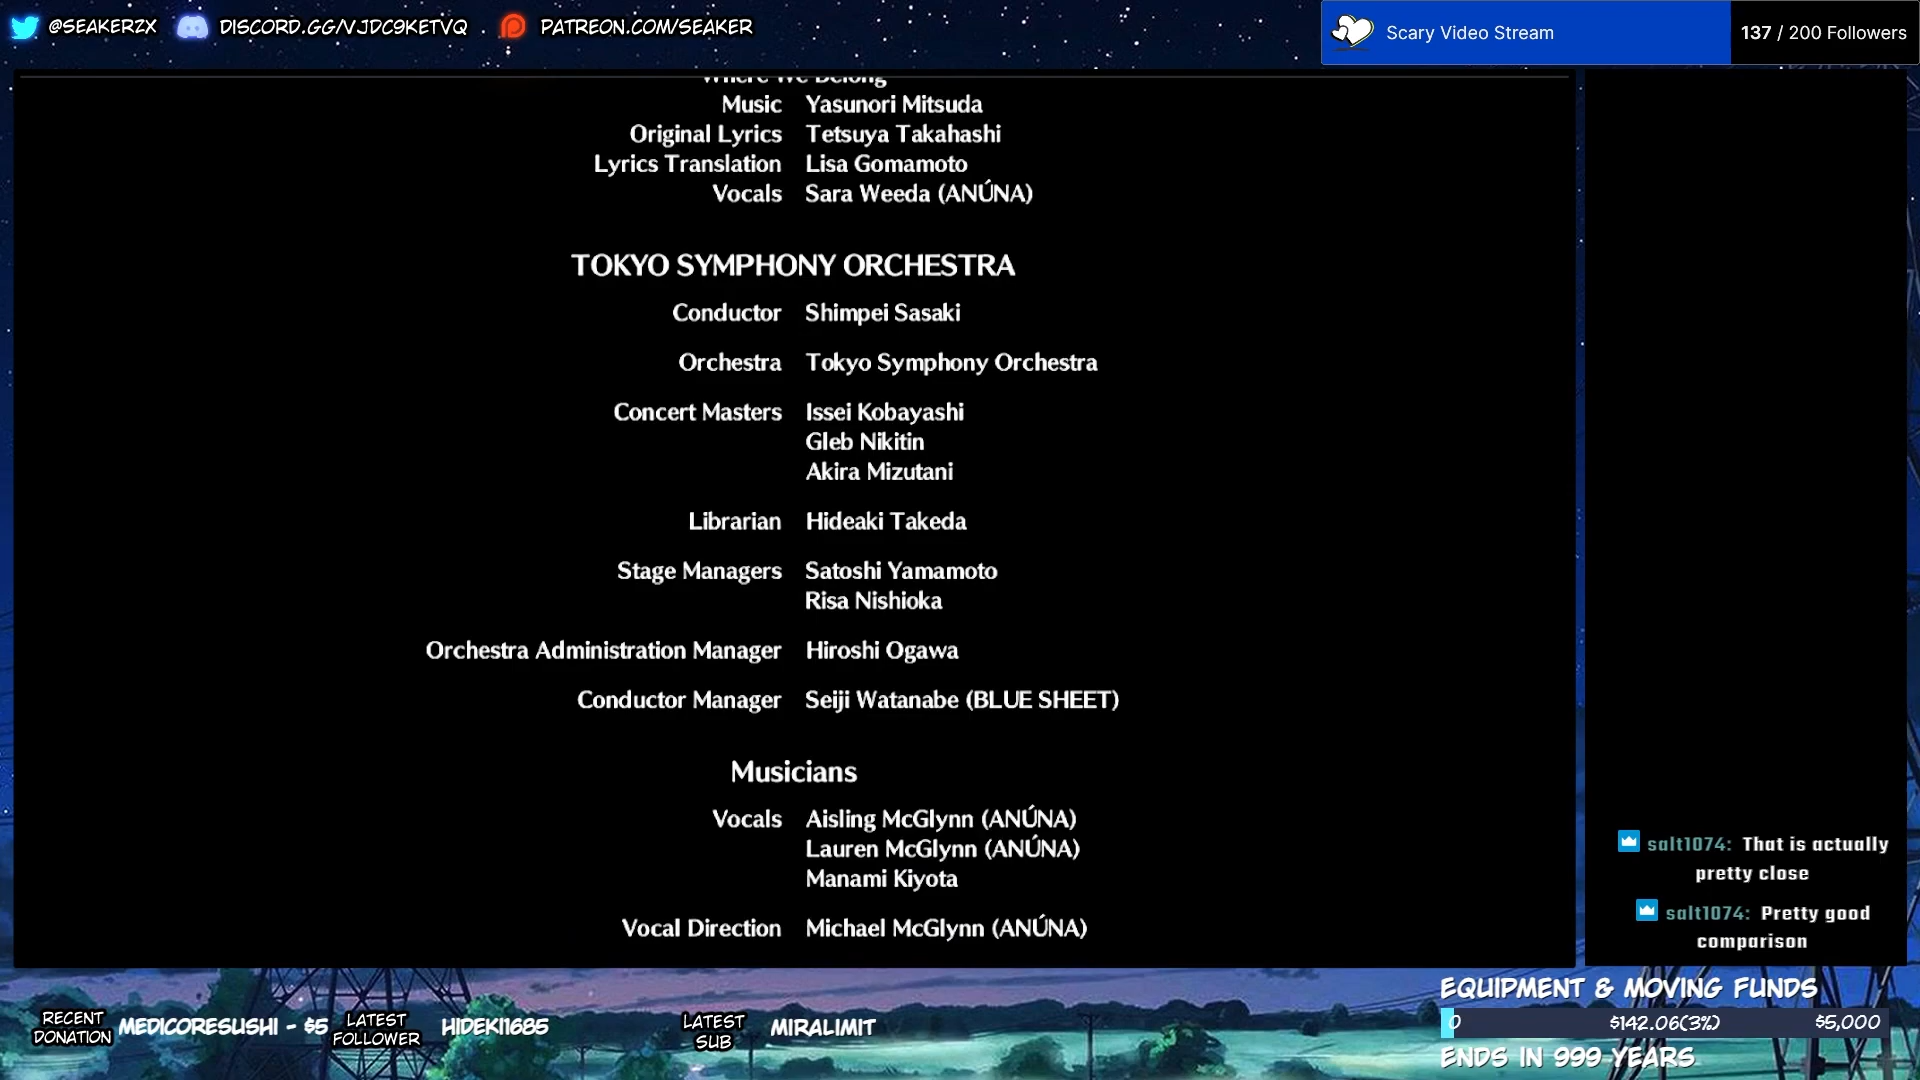 @SEAKERZX DISCORD.GG/VJDC9KETVQ PATREON.COM/SEAKER
Scary Video Stream 137 / 200 Followers
Where We Belong
Music Yasunori Mitsuda
Original Lyrics Tetsuya Takahashi
Lyrics Translation Lisa Gomamoto
Vocals Sara Weeda (ANÚNA)
TOKYO SYMPHONY ORCHESTRA
Conductor Shimpei Sasaki
Orchestra Tokyo Symphony Orchestra
Concert Masters Issei Kobayashi
Gleb Nikitin
Akira Mizutani
Librarian Hideaki Takeda
Stage Managers Satoshi Yamamoto
Risa Nishioka
Orchestra Administration Manager Hiroshi Ogawa
Conductor Manager Seiji Watanabe (BLUE SHEET)
Musicians
Vocals Aisling McGlynn (ANÚNA)
Lauren McGlynn (ANÚNA)
Manami Kiyota
Vocal Direction Michael McGlynn (ANÚNA)
salt1074: That is actually
pretty close
salt1074: Pretty good
comparison
EQUIPMENT & MOVING FUNDS
0 $142.06(3%) $5,000
ENDS IN 999 YEARS
RECENT
DONATION
MEDICORESUSHI - $5
LATEST
FOLLOWER
HIDEKI1685
LATEST
SUB
MIRALIMIT